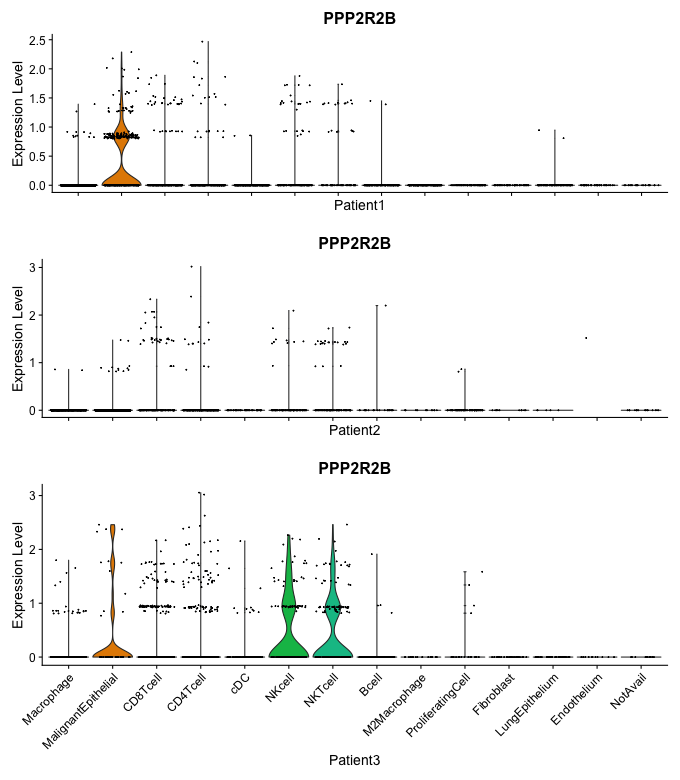 PPP2R2B
Expression Level
2.5
2.0
1.5
1.0
0.5
0.0
Patient1
PPP2R2B
Expression Level
3
2
1
0
Patient2
PPP2R2B
Expression Level
3
2
1
0
Macrophage
MalignantEpithelial
CD8Tcell
CD4Tcell
cDC
NKcell
NKTcell
Bcell
M2Macrophage
ProliferatingCell
Fibroblast
LungEpithelium
Endothelium
NotAvail
Patient3